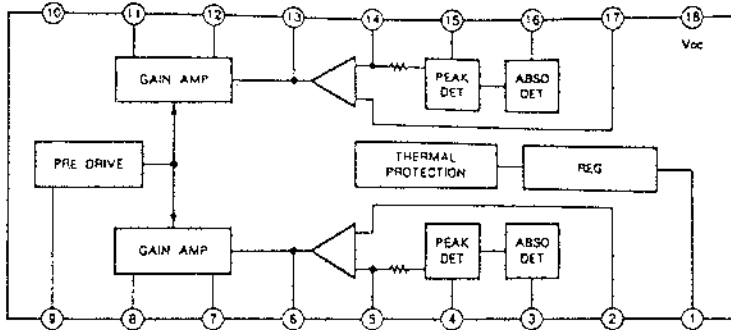 10 11 12 13 14 15 16 17 18
Vcc
GAIN AMP
PEAK DET
ABSO DET
PRE DRIVE
THERMAL PROTECTION
REG
GAIN AMP
PEAK DET
ABSO DET
9 8 7 6 5 4 3 2 1